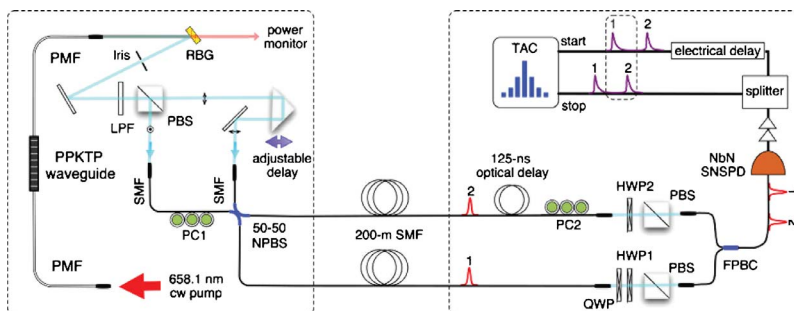 PMF
Iris
RBG
power
monitor
LPF
PBS
PPKTP
waveguide
adjustable
delay
SMF
SMF
PC1
50-50
NPBS
PMF
658.1 nm
cw pump
200-m SMF
TAC
start
stop
1
2
1
2
electrical delay
splitter
NbN
SNSPD
1
2
125-ns
optical delay
2
PC2
HWP2
PBS
1
QWP
HWP1
PBS
FPBC